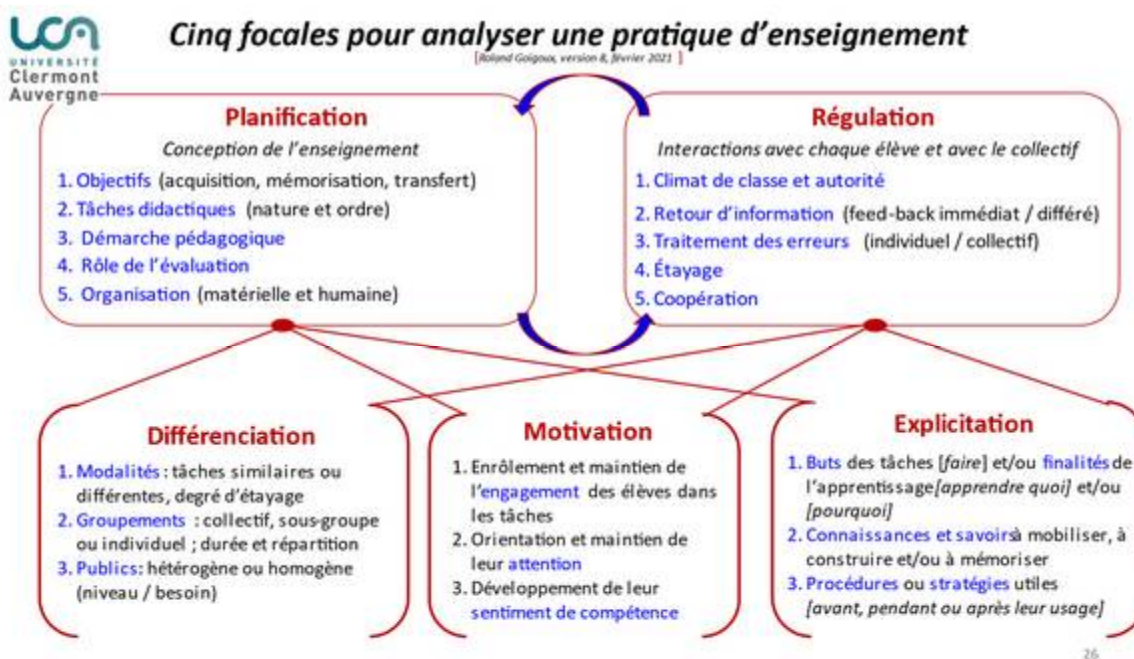 UCA
UNIVERSITÉ
Clermont
Auvergne
Cinq focales pour analyser une pratique d'enseignement
[Roland Goigoux, version 8, février 2021 ]
Planification
Conception de l'enseignement
1. Objectifs (acquisition, mémorisation, transfert)
2. Tâches didactiques (nature et ordre)
3. Démarche pédagogique
4. Rôle de l'évaluation
5. Organisation (matérielle et humaine)
Régulation
Interactions avec chaque élève et avec le collectif
1. Climat de classe et autorité
2. Retour d'information (feed-back immédiat / différé)
3. Traitement des erreurs (individuel / collectif)
4. Étayage
5. Coopération
Différenciation
1. Modalités : tâches similaires ou
différentes, degré d'étayage
2. Groupements : collectif, sous-groupe
ou individuel ; durée et répartition
3. Publics: hétérogène ou homogène
(niveau / besoin)
Motivation
1. Enrôlement et maintien de
l'engagement des élèves dans
les tâches
2. Orientation et maintien de
leur attention
3. Développement de leur
sentiment de compétence
Explicitation
1. Buts des tâches [faire] et/ou finalités de
l'apprentissage[apprendre quoi] et/ou
[pourquoi]
2. Connaissances et savoirsà mobiliser, à
construire et/ou à mémoriser
3. Procédures ou stratégies utiles
[avant, pendant ou après leur usage]
26